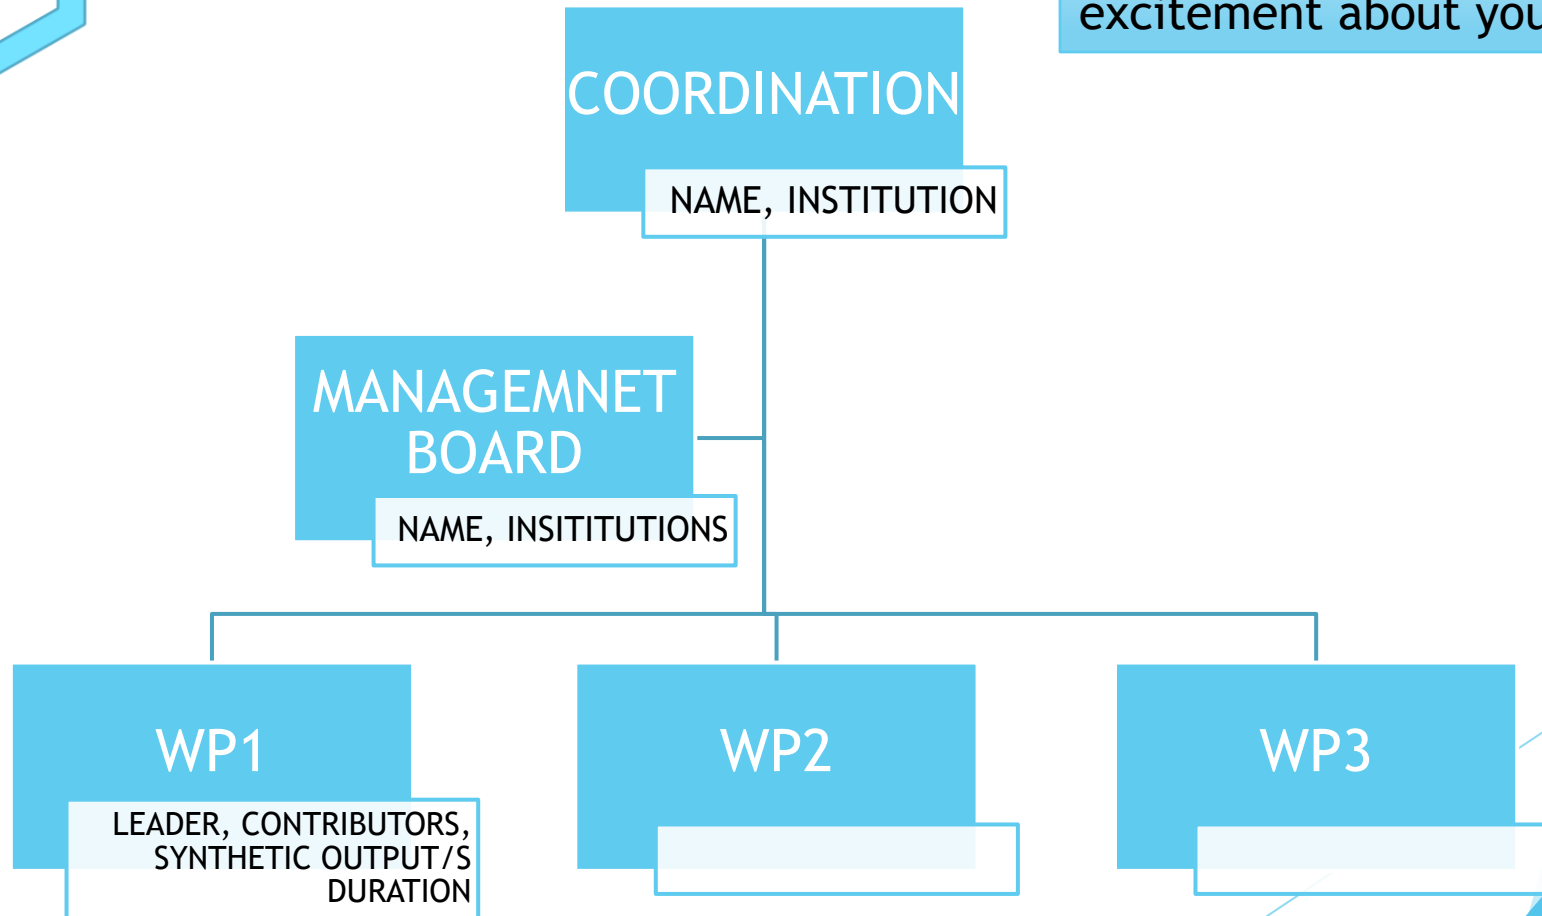 excitement about you
COORDINATION
NAME, INSTITUTION
MANAGEMNET
BOARD
NAME, INSITITUTIONS
WP1
LEADER, CONTRIBUTORS,
SYNTHETIC OUTPUT/S
DURATION
WP2
WP3